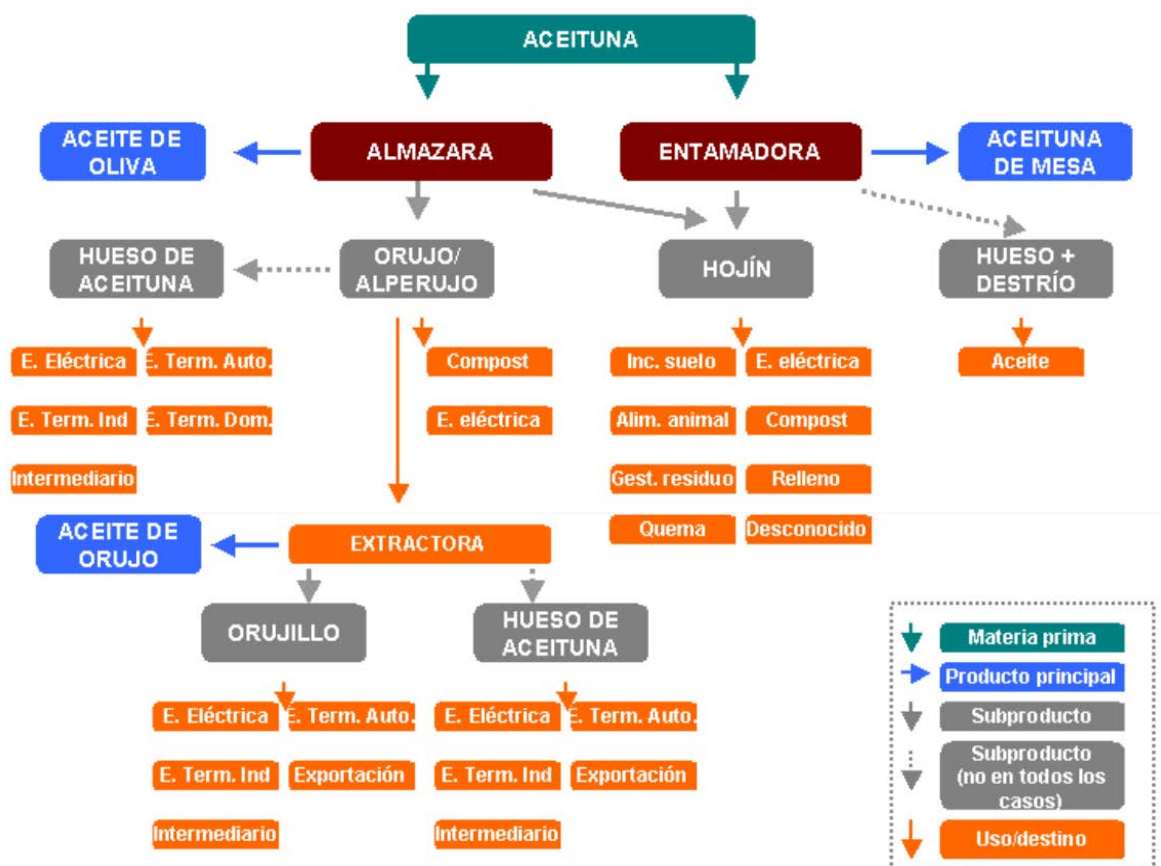 ACEITUNA
ACEITE DE
OLIVA
ALMAZARA
ENTAMADORA
ACEITUNA
DE MESA
HUESO DE
ACEITUNA
ORUJO/
ALPERUJO
HOJÍN
HUESO +
DESTRÍO
E. Eléctrica
E. Term. Auto.
E. Term. Ind
E. Term. Dom.
Intermediario
Compost
E. eléctrica
Inc. suelo
E. eléctrica
Alim. animal
Compost
Gest. residuo
Relleno
Quema
Desconocido
Aceite
ACEITE DE
ORUJO
EXTRACTORA
ORUJILLO
HUESO DE
ACEITUNA
E. Eléctrica
E. Term. Auto.
E. Term. Ind
Exportación
Intermediario
E. Eléctrica
E. Term. Auto.
E. Term. Ind
Exportación
Intermediario
Materia prima
Producto principal
Subproducto
Subproducto
(no en todos los
casos)
Uso/destino